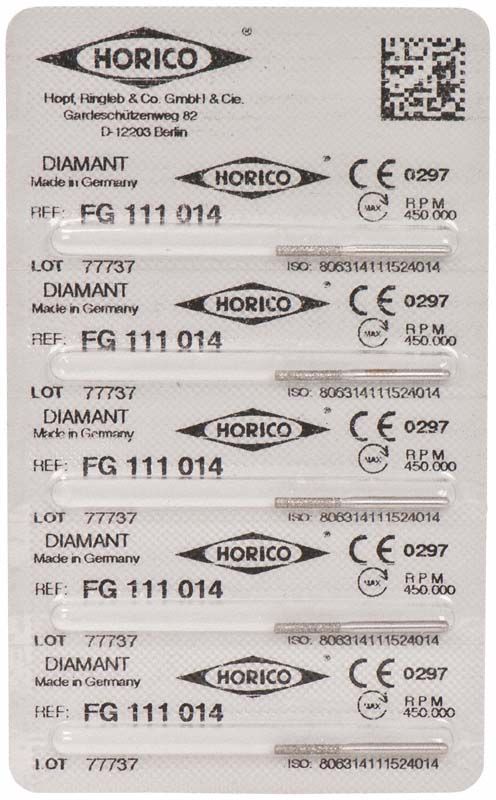 HORICO®
Hopf, Ringleb & Co. GmbH & Cie.
Gardeschützenweg 82
D-12203 Berlin
DIAMANT HORICO® CE 0297
Made in Germany
MAX RPM
REF: FG 111 014 450.000
LOT 77737 ISO: 806314111524014
DIAMANT HORICO® CE 0297
Made in Germany
MAX RPM
REF: FG 111 014 450.000
LOT 77737 ISO: 806314111524014
DIAMANT HORICO® CE 0297
Made in Germany
MAX RPM
REF: FG 111 014 450.000
LOT 77737 ISO: 806314111524014
DIAMANT HORICO® CE 0297
Made in Germany
MAX RPM
REF: FG 111 014 450.000
LOT 77737 ISO: 806314111524014
DIAMANT HORICO® CE 0297
Made in Germany
MAX RPM
REF: FG 111 014 450.000
LOT 77737 ISO: 806314111524014